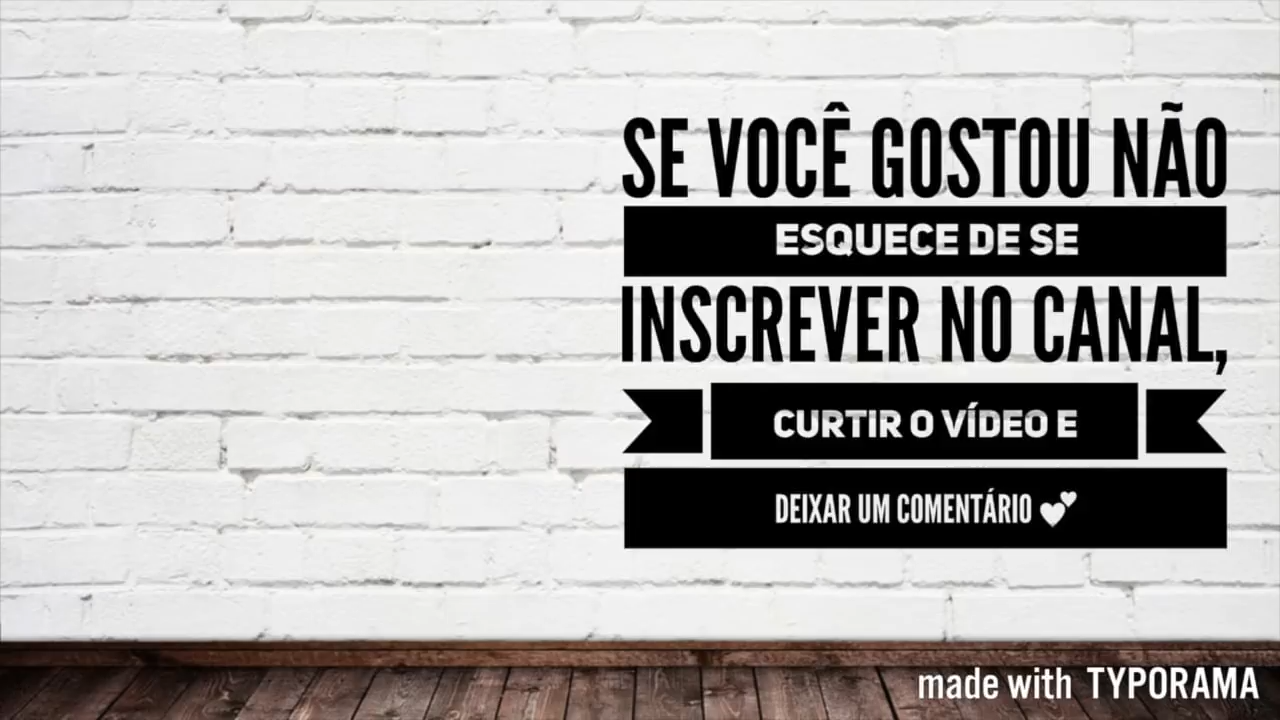 SE VOCÊ GOSTOU NÃO
ESQUECE DE SE
INSCREVER NO CANAL,
CURTIR O VÍDEO E
DEIXAR UM COMENTÁRIO 💕
made with TYPORAMA